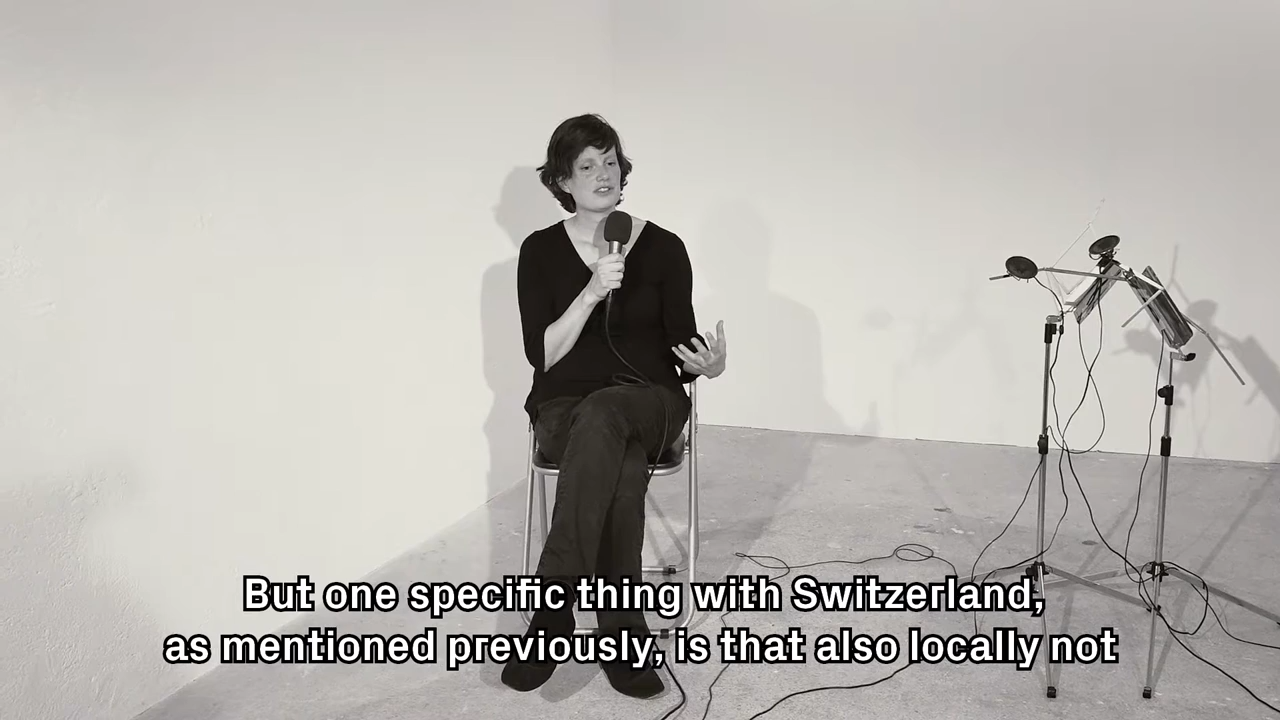 But one specific thing with Switzerland,
as mentioned previously, is that also locally not